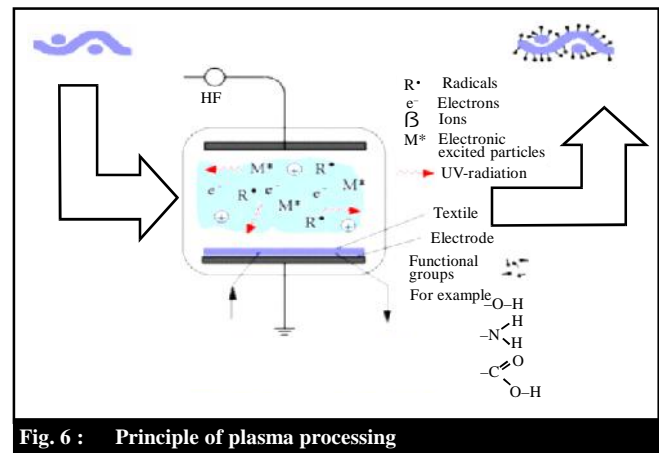 HF
R• Radicals
e⁻ Electrons
ẞ Ions
M* Electronic
excited particles
UV-radiation
M* + R•
e⁻ R• e⁻ e⁻ M*
M*
+ R• +
Textile
Electrode
Functional
groups
For example
–O–H
H
–N
H
O
–C
O–H
Fig. 6 : Principle of plasma processing